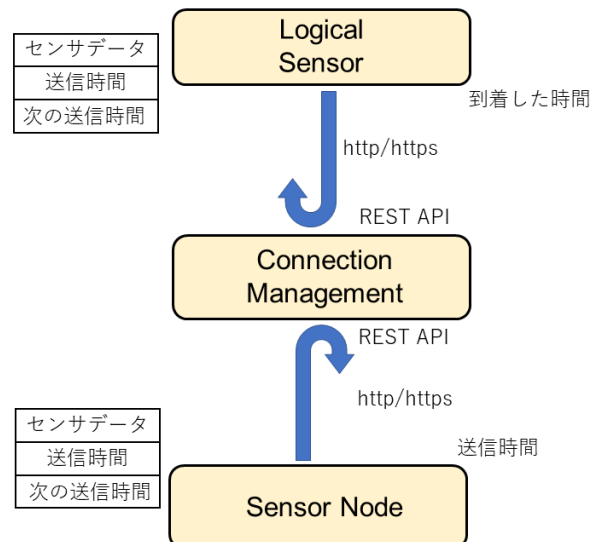 Logical
Sensor
センサデータ
送信時間
次の送信時間
到着した時間
http/https
REST API
Connection
Management
REST API
http/https
センサデータ
送信時間
次の送信時間
送信時間
Sensor Node